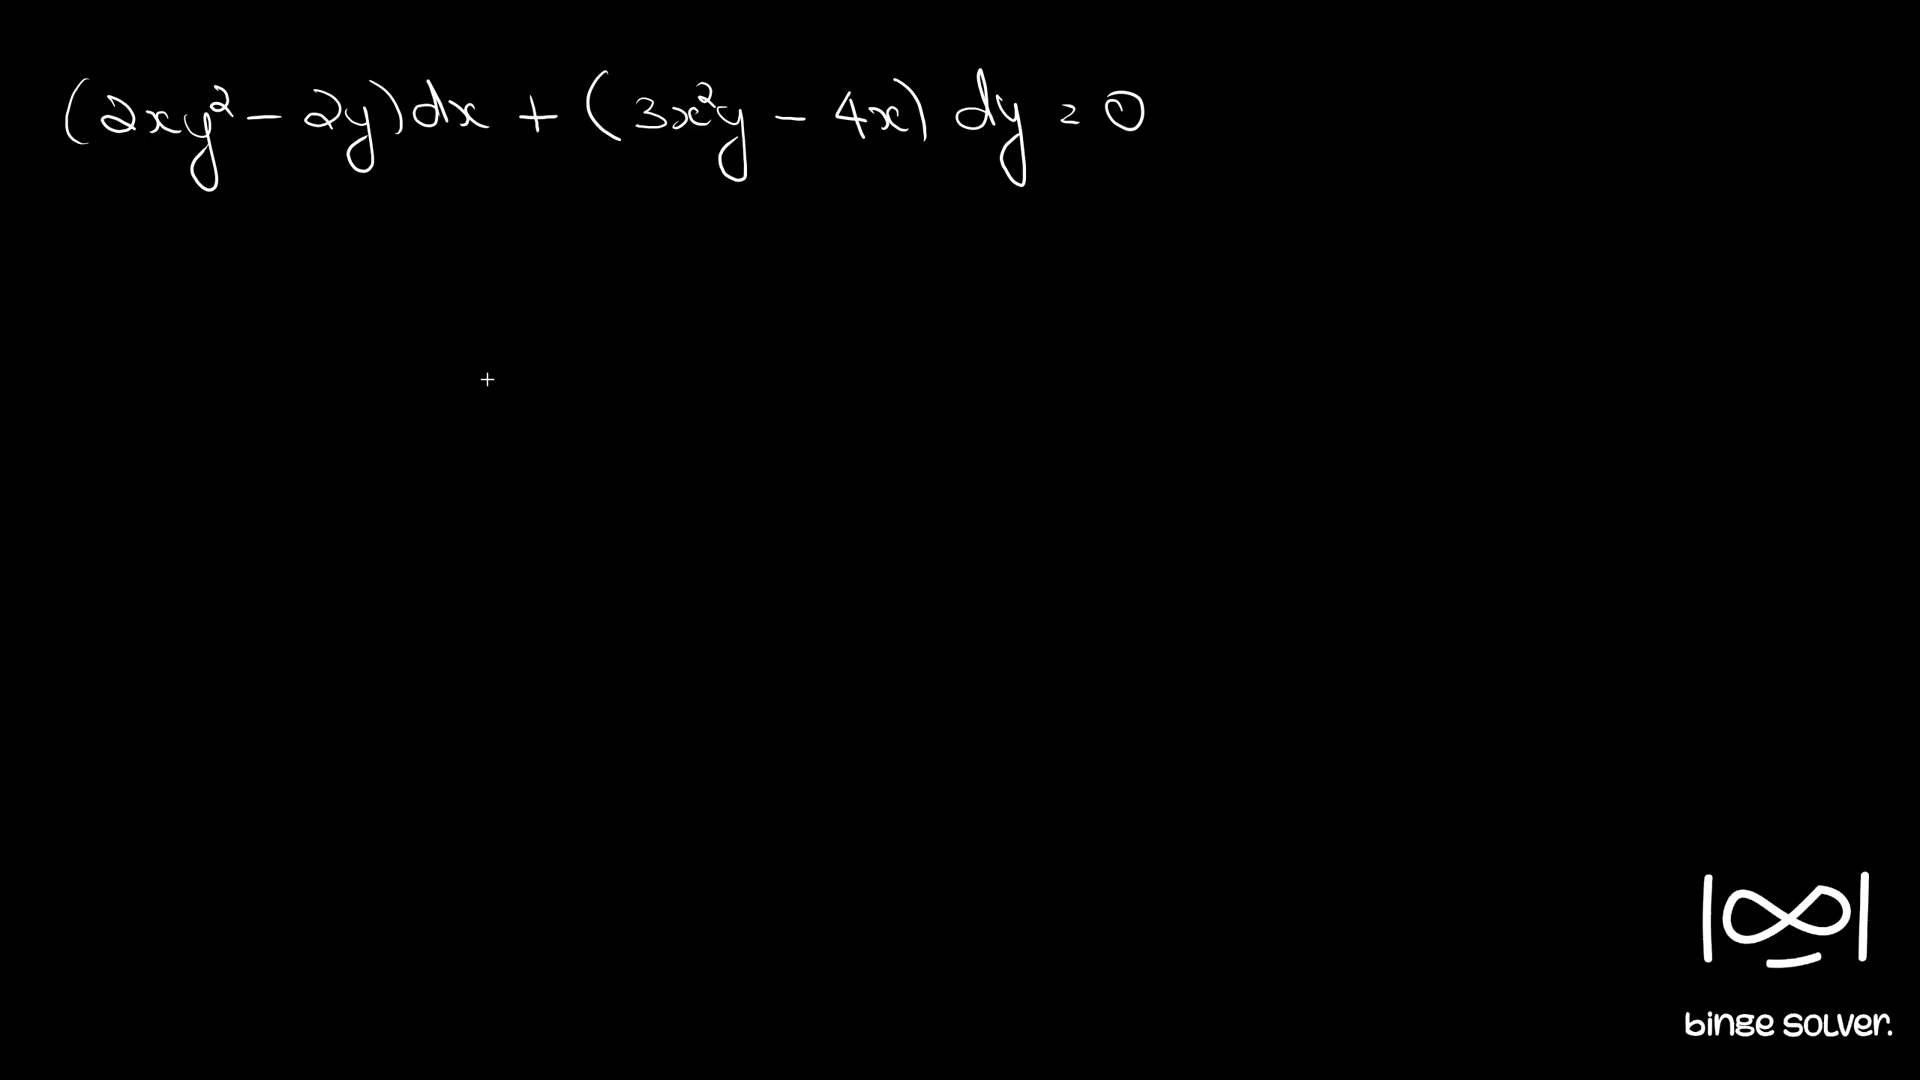 (2xy² − 2y) dx + (3x²y − 4x) dy = 0
binge solver.